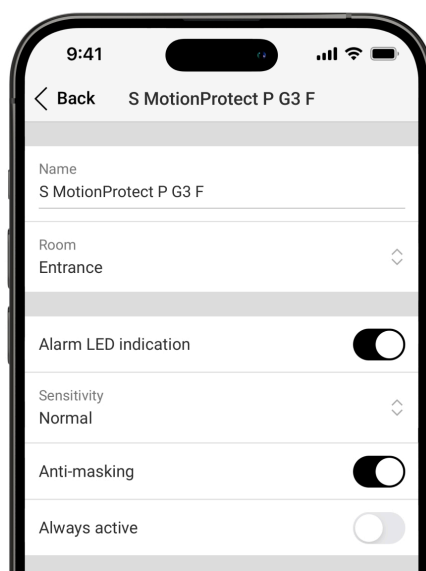 9:41
Back S MotionProtect P G3 F
Name
S MotionProtect P G3 F
Room
Entrance
Alarm LED indication
Sensitivity
Normal
Anti-masking
Always active